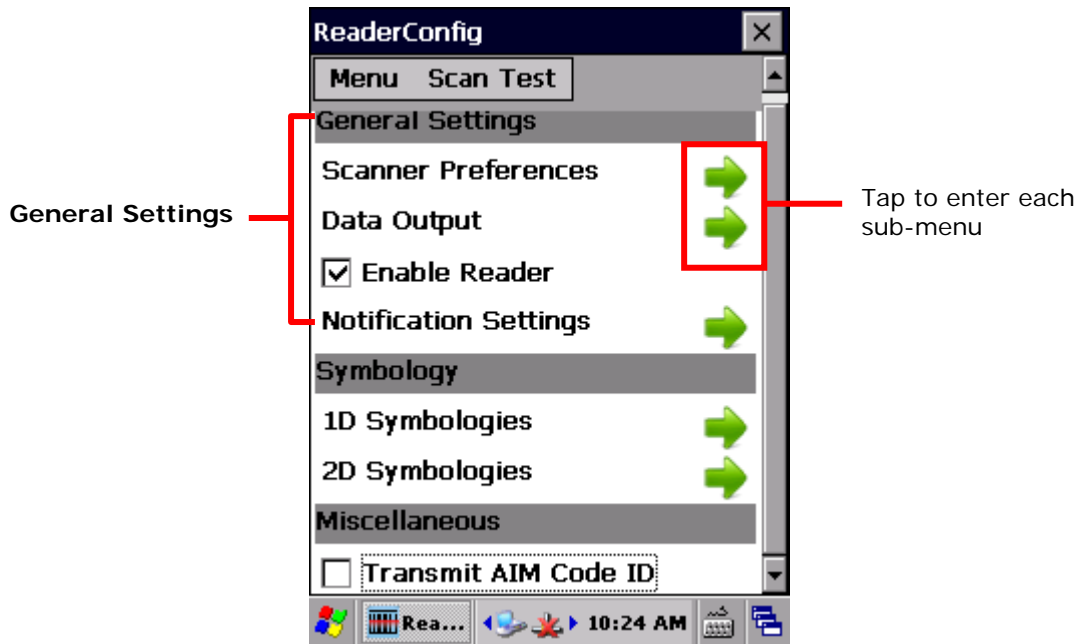 ReaderConfig
Menu Scan Test
General Settings
Scanner Preferences
Data Output
Enable Reader
Notification Settings
Symbology
1D Symbologies
2D Symbologies
Miscellaneous
Transmit AIM Code ID
Rea... 10:24 AM
General Settings
Tap to enter each
sub-menu